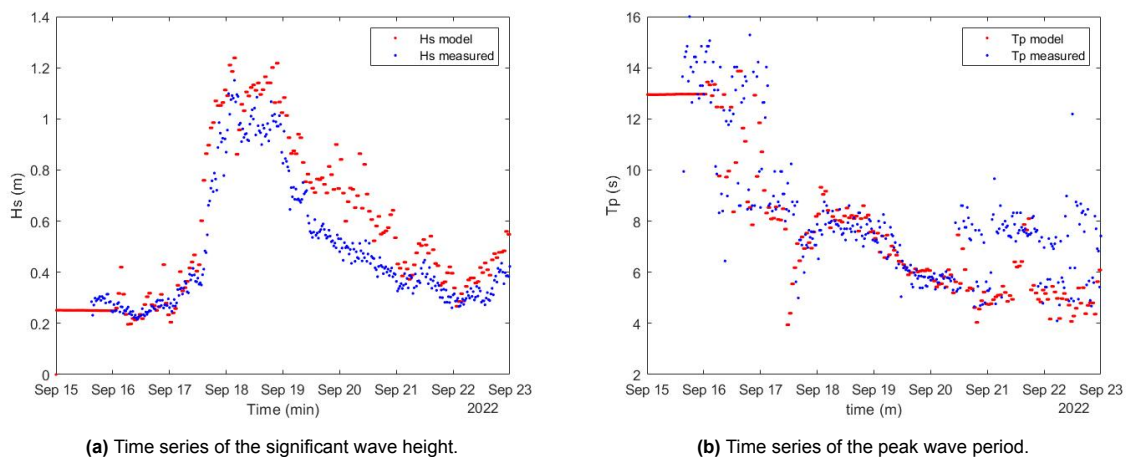 1.4
1.2
1
0.8
0.6
0.4
0.2
0
Hs (m)
Hs model
Hs measured
Sep 15 Sep 16 Sep 17 Sep 18 Sep 19 Sep 20 Sep 21 Sep 22 Sep 23
Time (min)
2022
(a) Time series of the significant wave height.
16
14
12
10
8
6
4
2
Tp (s)
Tp model
Tp measured
Sep 15 Sep 16 Sep 17 Sep 18 Sep 19 Sep 20 Sep 21 Sep 22 Sep 23
time (m)
2022
(b) Time series of the peak wave period.